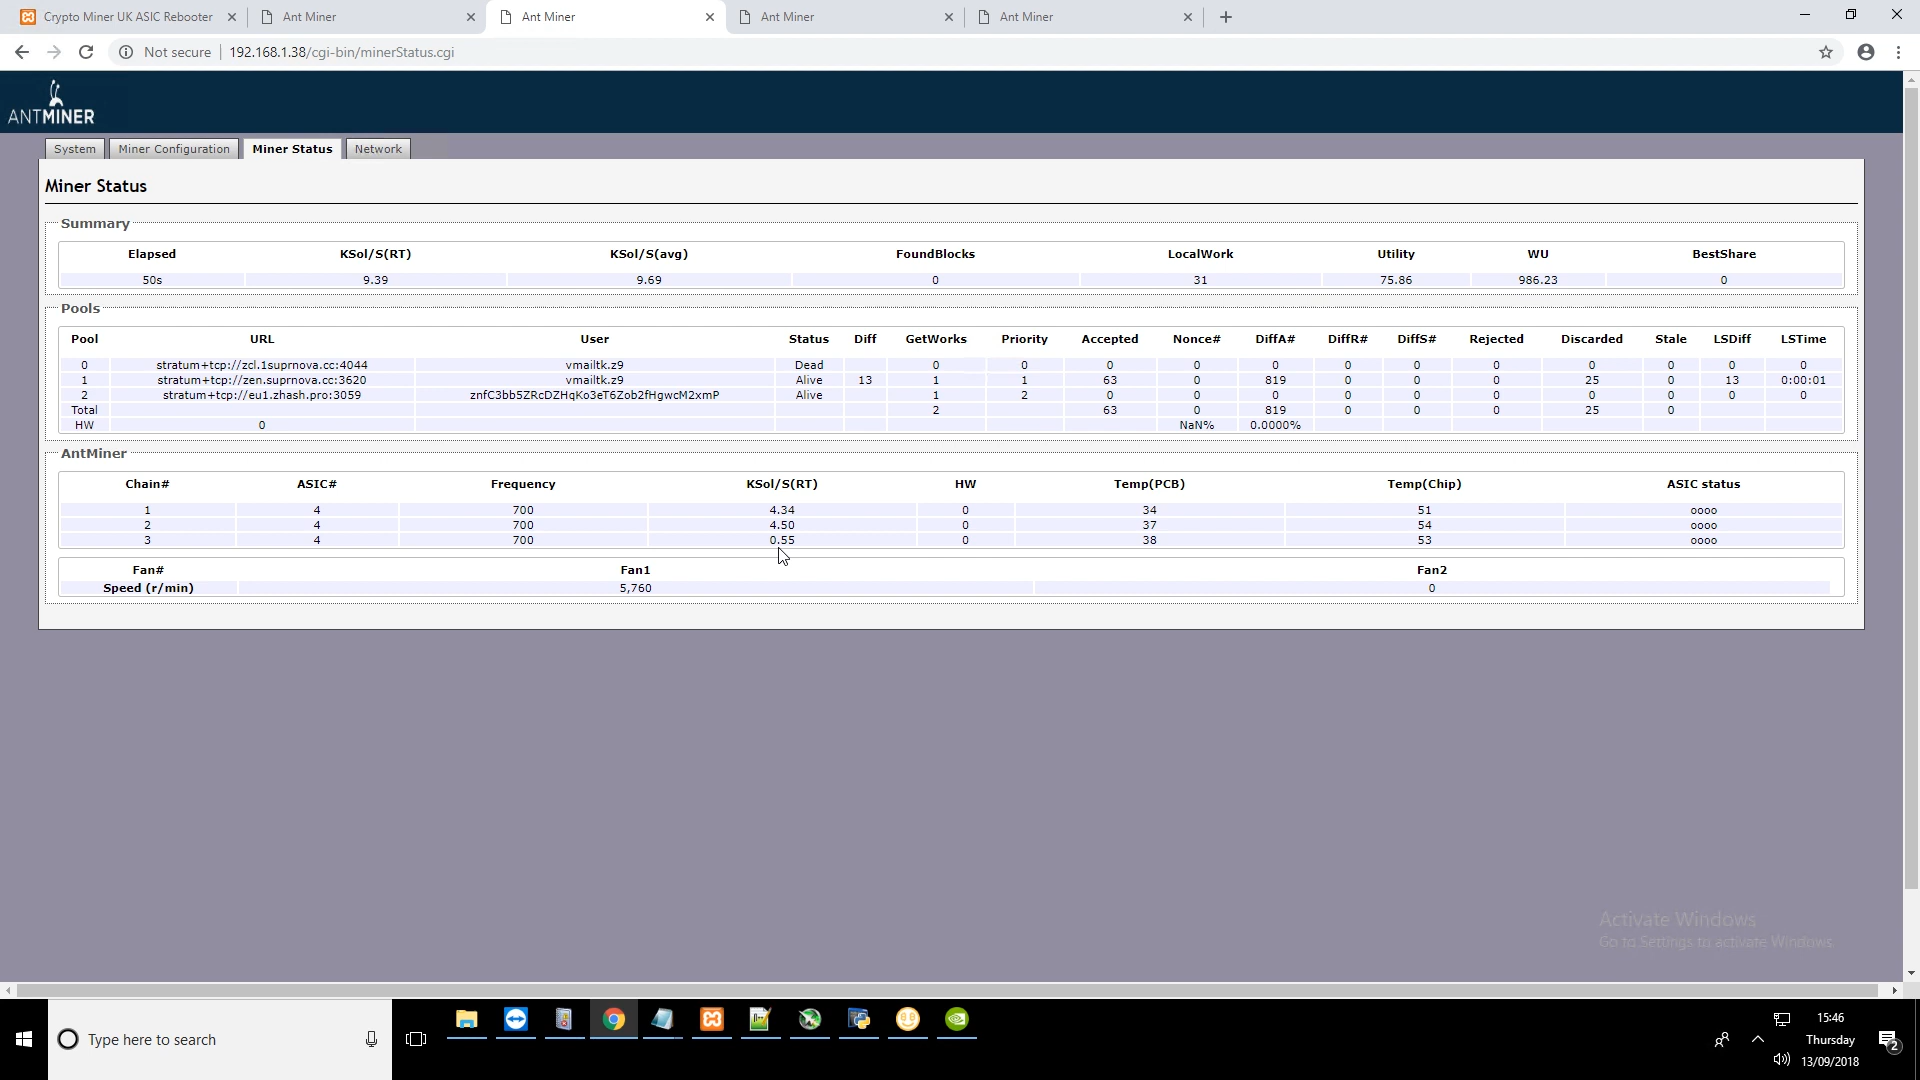 Crypto Miner UK ASIC Rebooter Ant Miner Ant Miner Ant Miner Ant Miner
Not secure 192.168.1.38/cgi-bin/minerStatus.cgi
ANTMINER
System Miner Configuration Miner Status Network
Miner Status
Summary
Elapsed KSol/S(RT) KSol/S(avg) FoundBlocks LocalWork Utility WU BestShare
50s 9.39 9.69 0 31 75.86 986.23 0
Pools
Pool URL User Status Diff GetWorks Priority Accepted Nonce# DiffA# DiffR# DiffS# Rejected Discarded Stale LSDiff LSTime
0 stratum+tcp://zcl.1suprnova.cc:4044 vmailtk.z9 Dead 0 0 0 0 0 0 0 0 0 0 0 0
1 stratum+tcp://zen.suprnova.cc:3620 vmailtk.z9 Alive 13 1 1 63 0 819 0 0 0 25 0 13 0:00:01
2 stratum+tcp://eu1.zhash.pro:3059 znfC3bb5ZRcDZHqKo3eT6Zob2fHgwcM2xmP Alive 1 2 0 0 0 0 0 0 0 0 0 0
Total 2 63 0 819 0 0 0 25 0
HW 0 NaN% 0.0000%
AntMiner
Chain# ASIC# Frequency KSol/S(RT) HW Temp(PCB) Temp(Chip) ASIC status
1 4 700 4.34 0 34 51 oooo
2 4 700 4.50 0 37 54 oooo
3 4 700 0.55 0 38 53 oooo
Fan# Fan1 Fan2
Speed (r/min) 5,760 0
Activate Windows
Go to Settings to activate Windows.
Type here to search
15:46
Thursday
13/09/2018
2